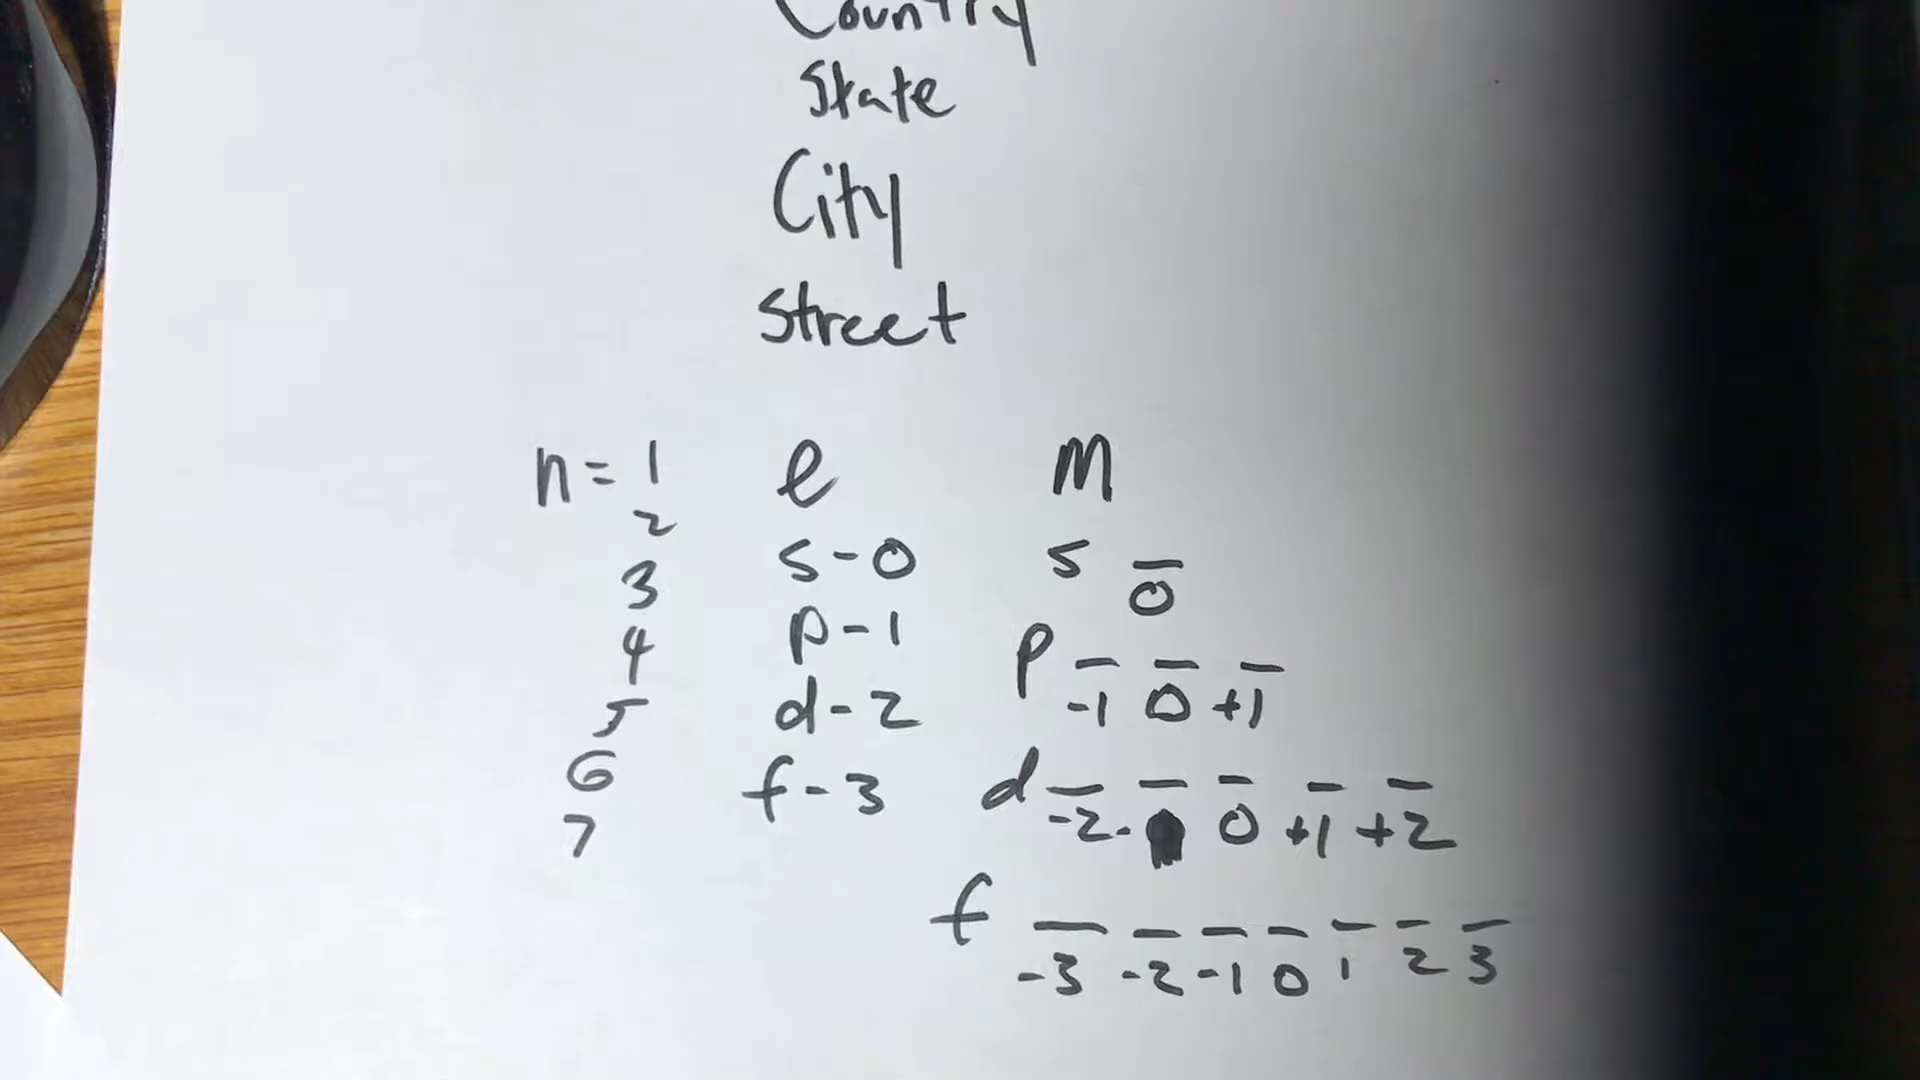 Country
State
City
Street
n = 1 e m
2
s - 0 s 0
3
p - 1 p -1 0 +1
4
d - 2 d -2 - 0 +1 +2
5
6
f - 3 f -3 -2 -1 0 1 2 3
7